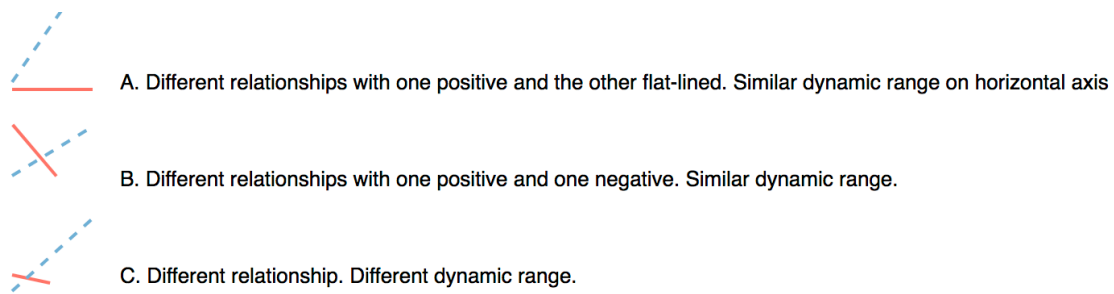 A. Different relationships with one positive and the other flat-lined. Similar dynamic range on horizontal axis
B. Different relationships with one positive and one negative. Similar dynamic range.
C. Different relationship. Different dynamic range.